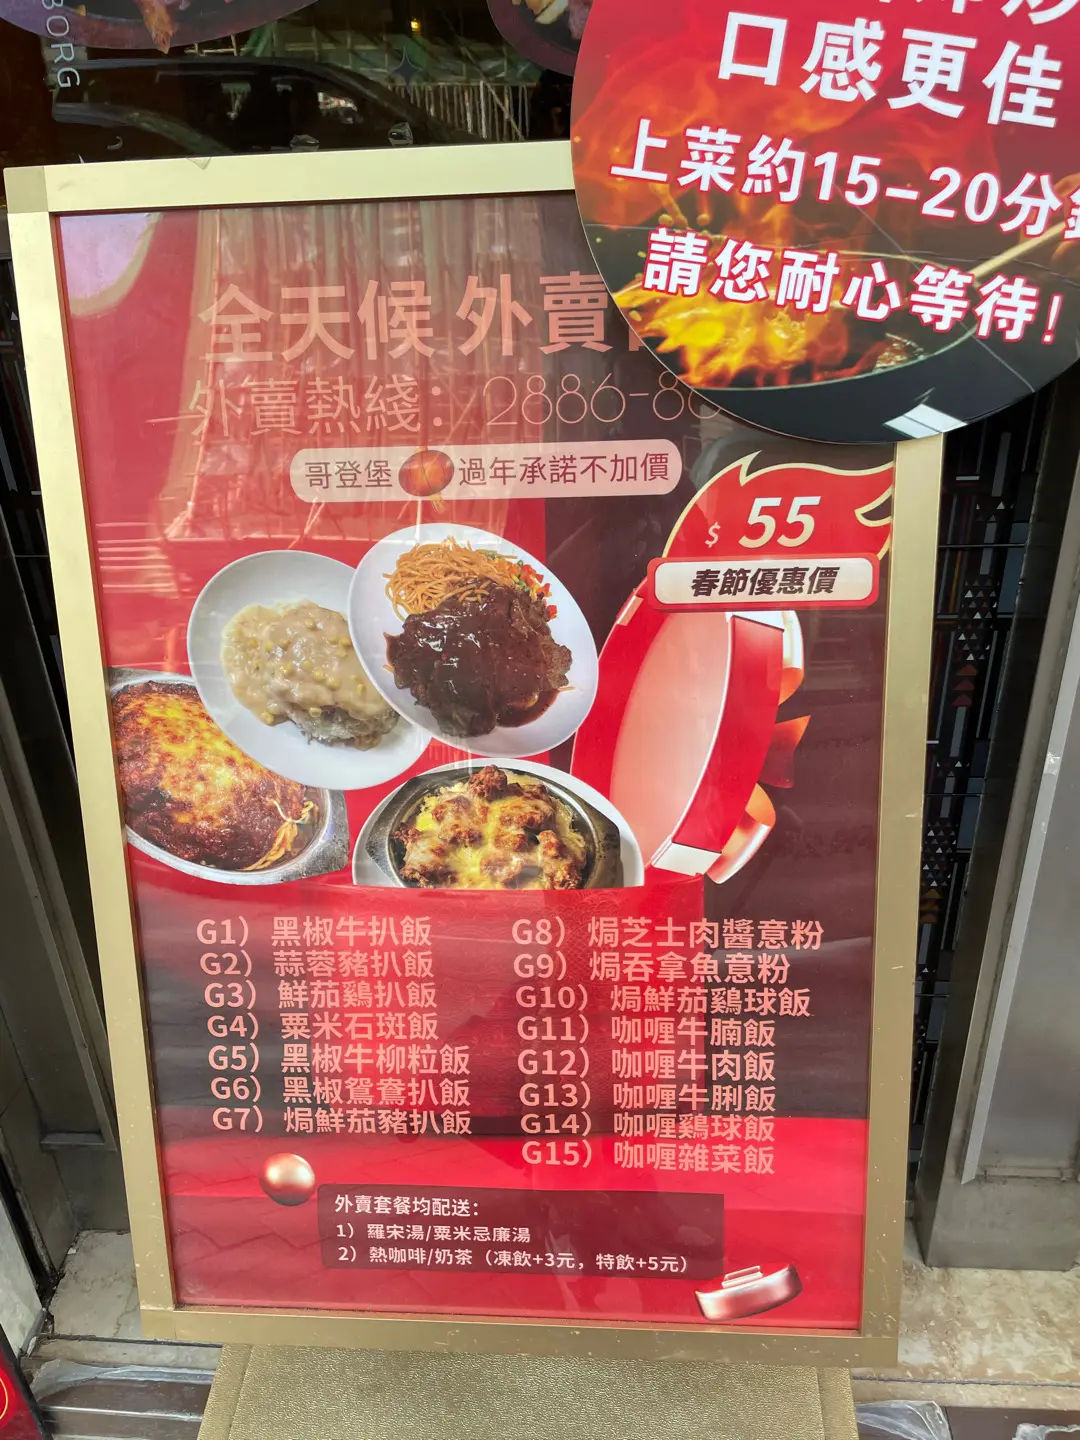 BORG
口感更佳
上菜約15-20分
請您耐心等待!
全天候 外賣
外賣熱綫: 2886-8
哥登堡 過年承諾不加價
$ 55
春節優惠價
G1) 黑椒牛扒飯
G2) 蒜蓉豬扒飯
G3) 鮮茄鷄扒飯
G4) 粟米石斑飯
G5) 黑椒牛柳粒飯
G6) 黑椒鴛鴦扒飯
G7) 焗鮮茄豬扒飯
G8) 焗芝士肉醬意粉
G9) 焗吞拿魚意粉
G10) 焗鮮茄鷄球飯
G11) 咖喱牛腩飯
G12) 咖喱牛肉飯
G13) 咖喱牛脷飯
G14) 咖喱鷄球飯
G15) 咖喱雜菜飯
外賣套餐均配送:
1) 羅宋湯/粟米忌廉湯
2) 熱咖啡/奶茶 (凍飲+3元, 特飲+5元)